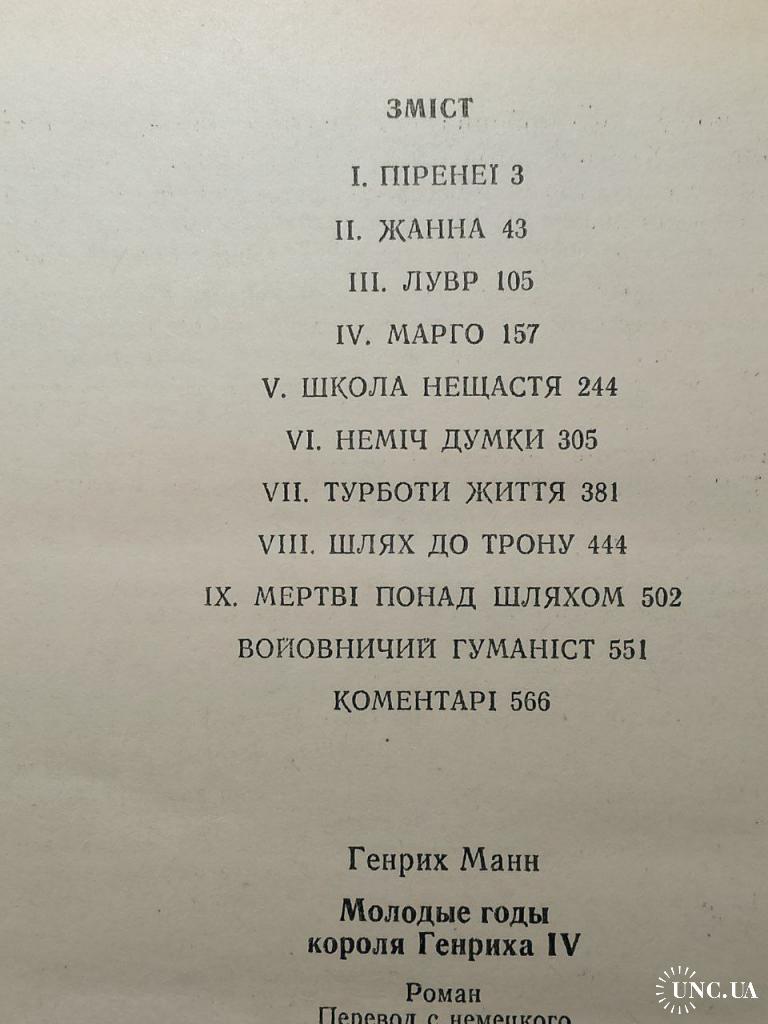 ЗМІСТ
I. ПІРЕНЕЇ 3
II. ЖАННА 43
III. ЛУВР 105
IV. МАРГО 157
V. ШКОЛА НЕЩАСТЯ 244
VI. НЕМІЧ ДУМКИ 305
VII. ТУРБОТИ ЖИТТЯ 381
VIII. ШЛЯХ ДО ТРОНУ 444
IX. МЕРТВІ ПОНАД ШЛЯХОМ 502
ВОЙОВНИЧИЙ ГУМАНІСТ 551
КОМЕНТАРІ 566
Генрих Манн
Молодые годы
короля Генриха IV
Роман
Перевод с немецкого
UNC.UA